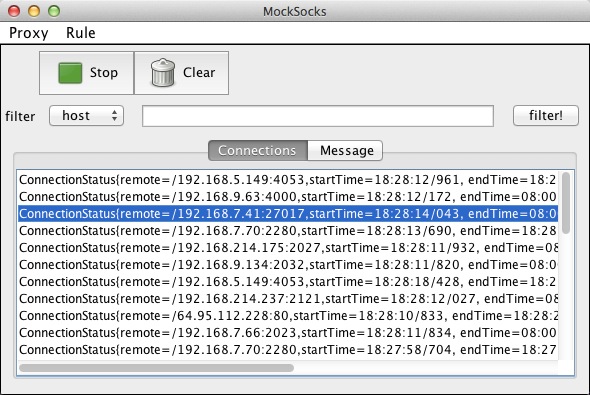 MockSocks
Proxy Rule
Stop Clear
filter host filter!
Connections Message
ConnectionStatus{remote=/192.168.5.149:4053,startTime=18:28:12/961, endTime=18:2
ConnectionStatus{remote=/192.168.9.63:4000,startTime=18:28:12/172, endTime=08:00
ConnectionStatus{remote=/192.168.7.41:27017,startTime=18:28:14/043, endTime=08:0
ConnectionStatus{remote=/192.168.7.70:2280,startTime=18:28:13/690, endTime=18:28
ConnectionStatus{remote=/192.168.214.175:2027,startTime=18:28:11/932, endTime=08
ConnectionStatus{remote=/192.168.9.134:2032,startTime=18:28:11/820, endTime=08:0
ConnectionStatus{remote=/192.168.5.149:4053,startTime=18:28:18/428, endTime=18:2
ConnectionStatus{remote=/192.168.214.237:2121,startTime=18:28:12/027, endTime=08
ConnectionStatus{remote=/64.95.112.228:80,startTime=18:28:10/833, endTime=18:28:2
ConnectionStatus{remote=/192.168.7.66:2023,startTime=18:28:11/834, endTime=08:00
ConnectionStatus{remote=/192.168.7.70:2280,startTime=18:27:58/704, endTime=18:27